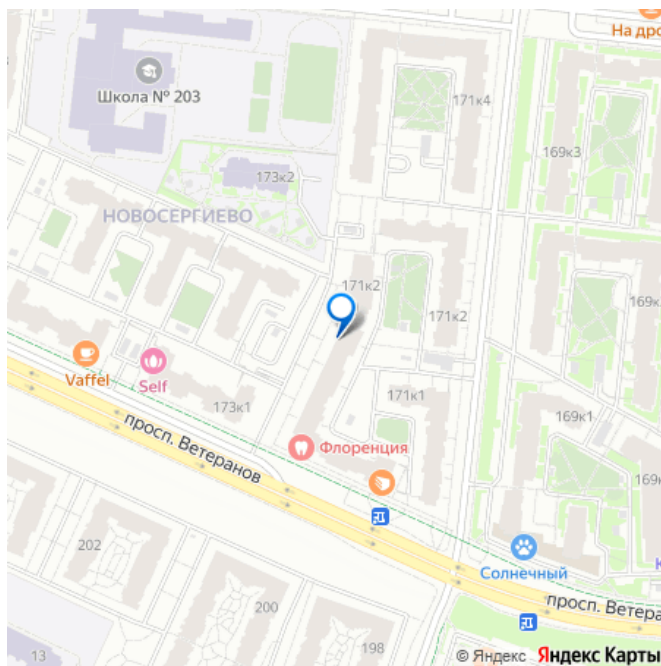 На дро
Школа № 203
171к4
169к3
173к2
НОВОСЕРГИЕВО
171к2
169к
171к2
Vaffel
Self
171к1
169к1
173к1
просп. Ветеранов
Флоренция
Солнечный
К
202
200
просп. Ветера
198
13
© Яндекс Яндекс Карты